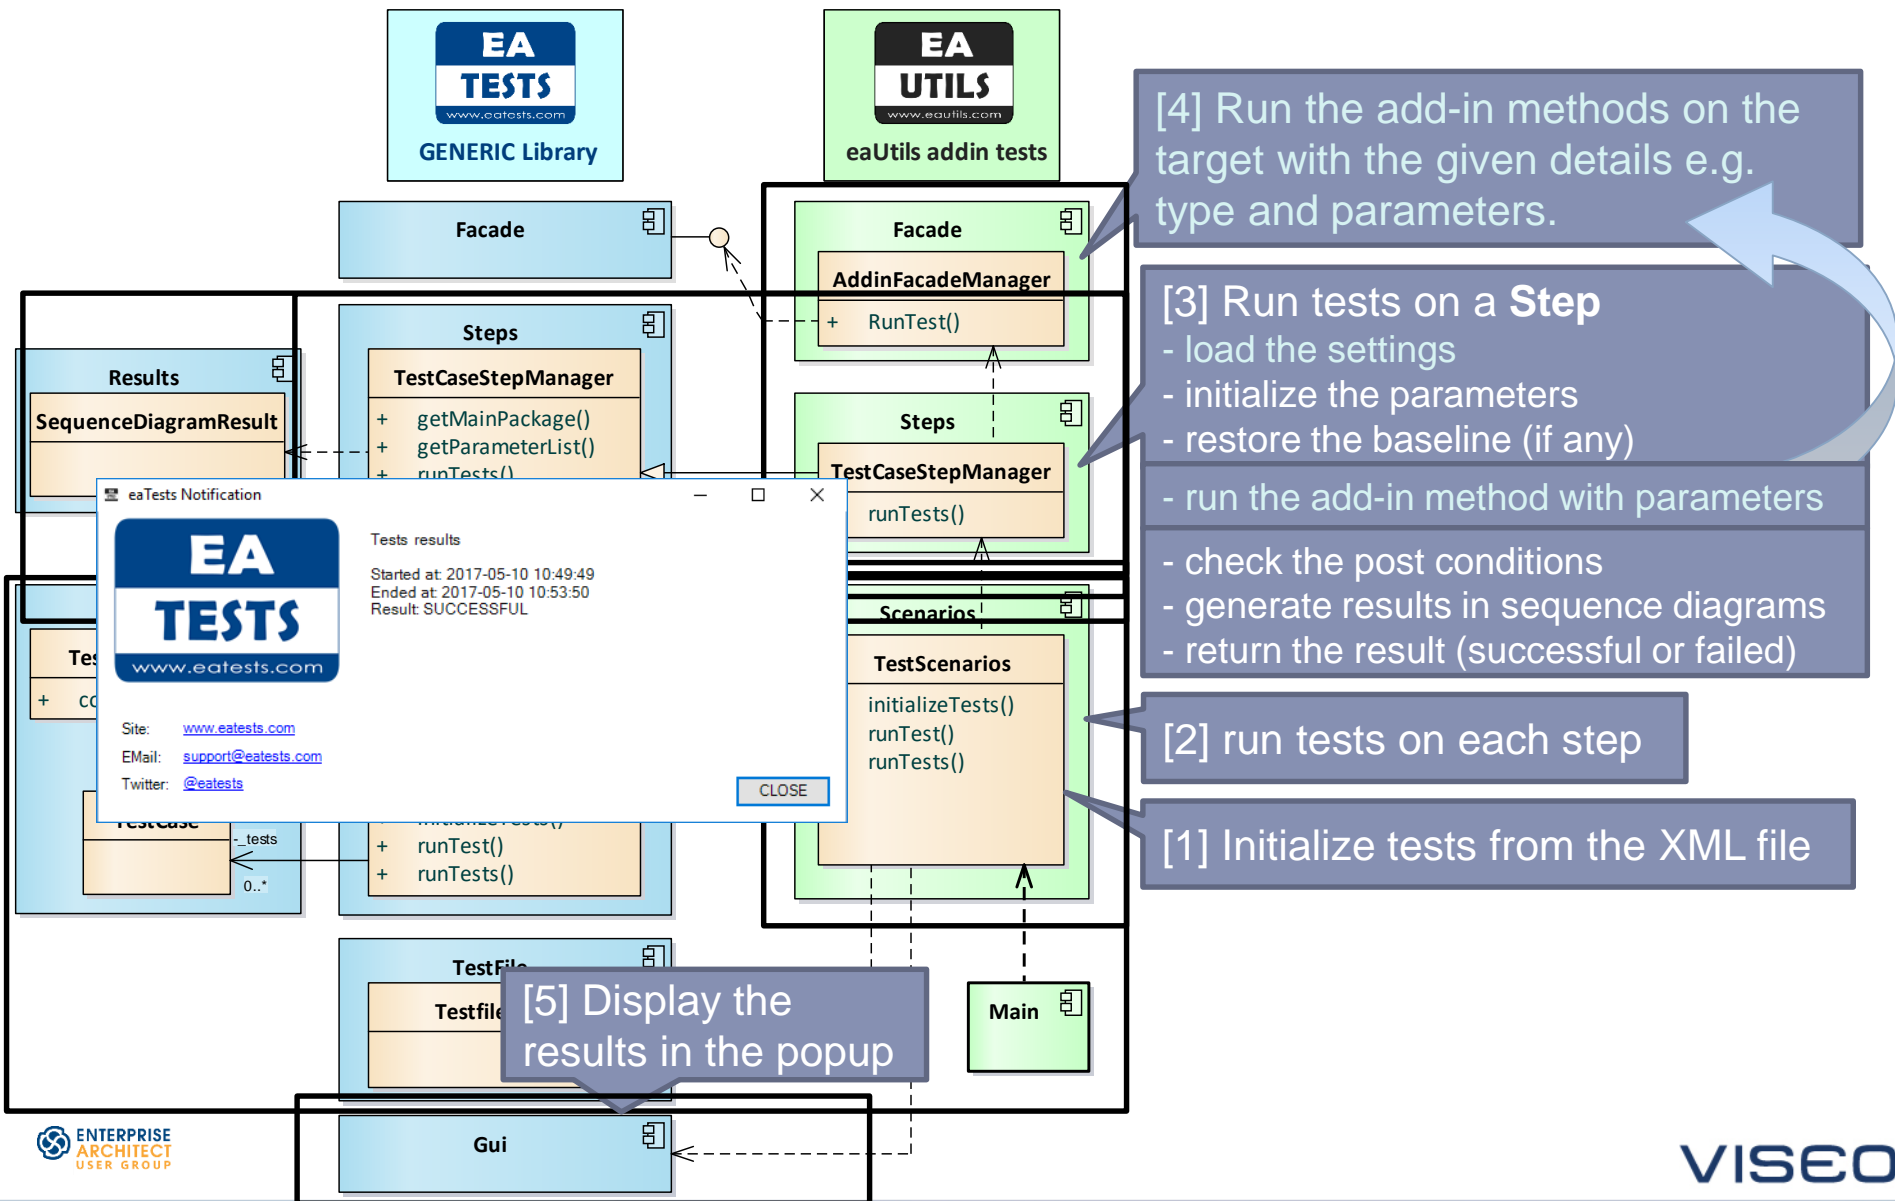 EA
TESTS
www.eatests.com
GENERIC Library
EA
UTILS
www.eautils.com
eaUtils addin tests
[4] Run the add-in methods on the
target with the given details e.g.
type and parameters.
Facade
Facade
AddinFacadeManager
+ RunTest()
[3] Run tests on a Step
- load the settings
- initialize the parameters
- restore the baseline (if any)
- run the add-in method with parameters
- check the post conditions
- generate results in sequence diagrams
- return the result (successful or failed)
Results
SequenceDiagramResult
Steps
TestCaseStepManager
+ getMainPackage()
+ getParameterList()
+ runTests()
Steps
TestCaseStepManager
runTests()
eaTests Notification
EA
TESTS
www.eatests.com
Tests results
Started at: 2017-05-10 10:49:49
Ended at: 2017-05-10 10:53:50
Result: SUCCESSFUL
Site: www.eatests.com
EMail: support@eatests.com
Twitter: @eatests
CLOSE
Scenarios
TestScenarios
initializeTests()
runTest()
runTests()
[2] run tests on each step
[1] Initialize tests from the XML file
Tes
+ co
TestCase
-_tests
0..*
+ initializeTests()
+ runTest()
+ runTests()
TestFile
Testfile
[5] Display the
results in the popup
Main
Gui
ENTERPRISE
ARCHITECT
USER GROUP
VISEO